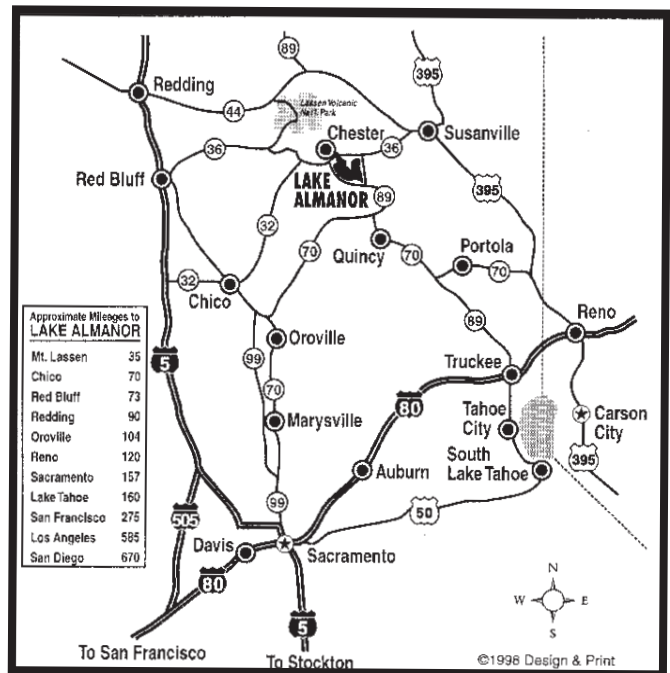 89
395
Redding
Lassen Volcanic
Nat'l. Park
44
Chester
Susanville
36
36
Red Bluff
LAKE
ALMANOR
89
395
32
70
Portola
Quincy
70
70
32
Chico
Reno
Approximate Mileages to
LAKE ALMANOR
Mt. Lassen 35
Chico 70
Red Bluff 73
Redding 90
Oroville 104
Reno 120
Sacramento 157
Lake Tahoe 160
San Francisco 275
Los Angeles 585
San Diego 670
89
Oroville
99
5
Truckee
70
80
Tahoe
City
Carson
City
Marysville
South
Lake Tahoe
395
Auburn
99
50
505
Davis
Sacramento
80
N
W E
S
5
To San Francisco
To Stockton
©1998 Design & Print